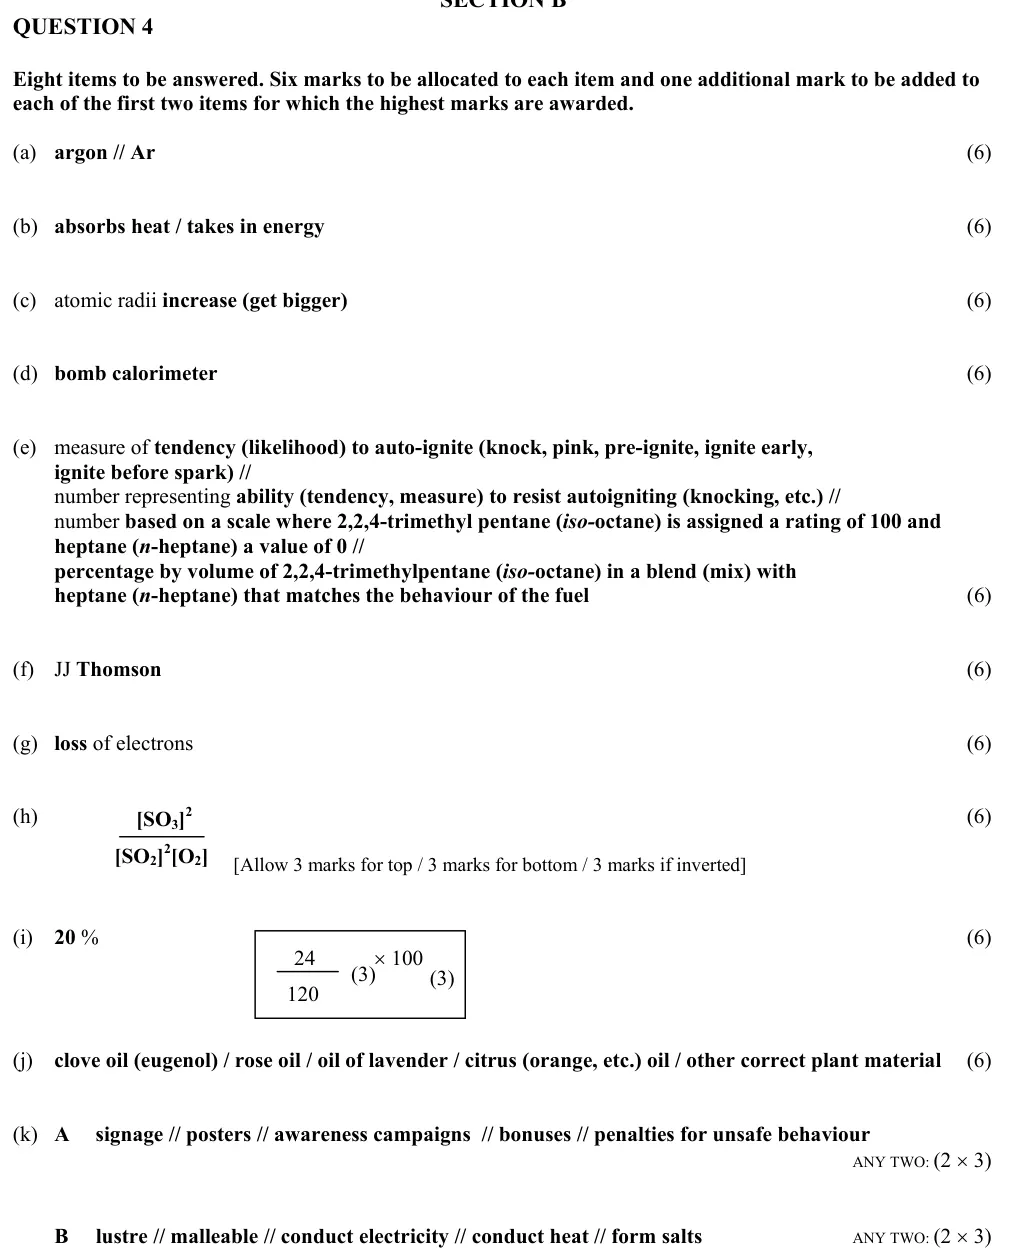 SECTION B
QUESTION 4
Eight items to be answered. Six marks to be allocated to each item and one additional mark to be added to
each of the first two items for which the highest marks are awarded.
(a) argon // Ar (6)
(b) absorbs heat / takes in energy (6)
(c) atomic radii increase (get bigger) (6)
(d) bomb calorimeter (6)
(e) measure of tendency (likelihood) to auto-ignite (knock, pink, pre-ignite, ignite early,
ignite before spark) //
number representing ability (tendency, measure) to resist autoigniting (knocking, etc.) //
number based on a scale where 2,2,4-trimethyl pentane (iso-octane) is assigned a rating of 100 and
heptane (n-heptane) a value of 0 //
percentage by volume of 2,2,4-trimethylpentane (iso-octane) in a blend (mix) with
heptane (n-heptane) that matches the behaviour of the fuel (6)
(f) JJ Thomson (6)
(g) loss of electrons (6)
(h) [SO₃]² (6)
[SO₂]²[O₂] [Allow 3 marks for top / 3 marks for bottom / 3 marks if inverted]
(i) 20 % (6)
24 (3) × 100 (3)
120
(j) clove oil (eugenol) / rose oil / oil of lavender / citrus (orange, etc.) oil / other correct plant material (6)
(k) A signage // posters // awareness campaigns // bonuses // penalties for unsafe behaviour
ANY TWO: (2 × 3)
B lustre // malleable // conduct electricity // conduct heat // form salts ANY TWO: (2 × 3)